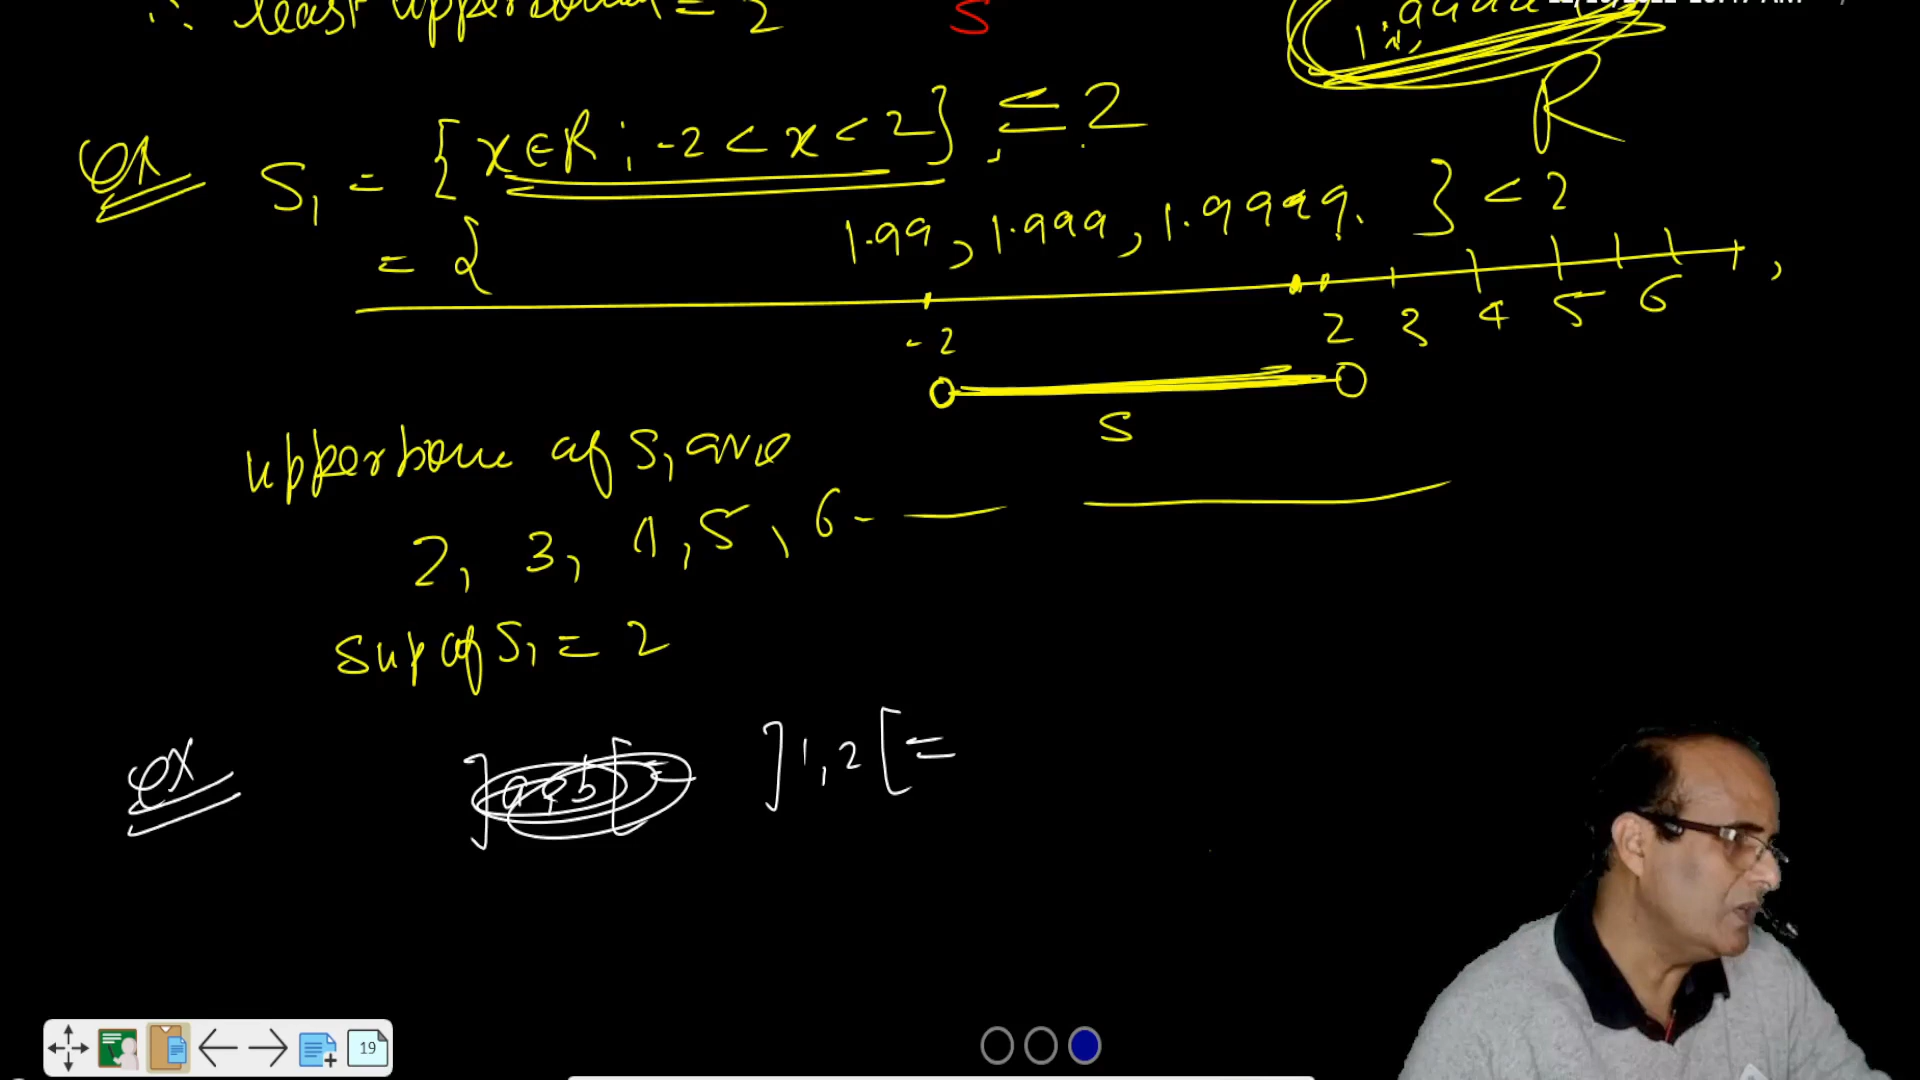 ∴ least upperbound = 2 S
ex S₁ = {x∈R ; -2 < x < 2} ≤ 2 R
= { 1.99, 1.999, 1.9999. } < 2
-2 2 3 4 5 6 ,
S
upperboun of S₁ are
2, 3, 4, 5, 6 - —
sup of S₁ = 2
ex ]a,b[ = ]1,2[ =
19